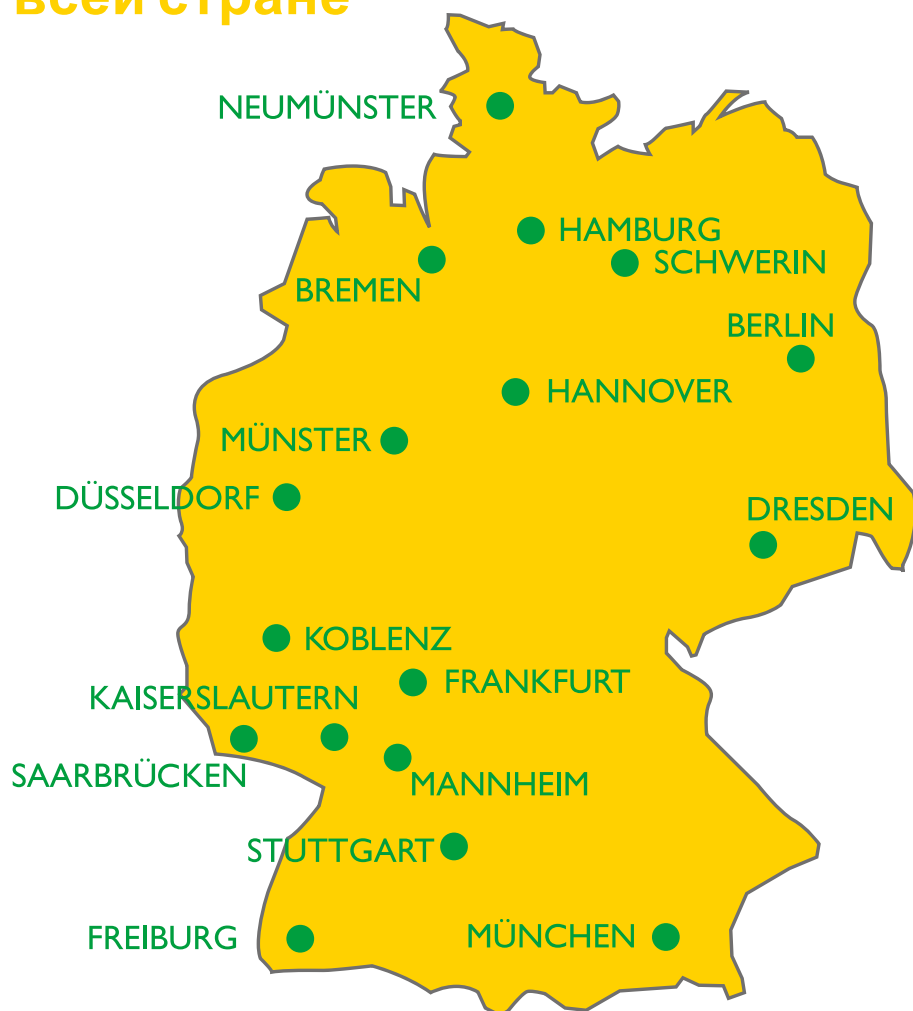 всей стране
NEUMÜNSTER
HAMBURG
SCHWERIN
BREMEN
BERLIN
HANNOVER
MÜNSTER
DÜSSELDORF
DRESDEN
KOBLENZ
FRANKFURT
KAISERSLAUTERN
SAARBRÜCKEN
MANNHEIM
STUTTGART
FREIBURG
MÜNCHEN